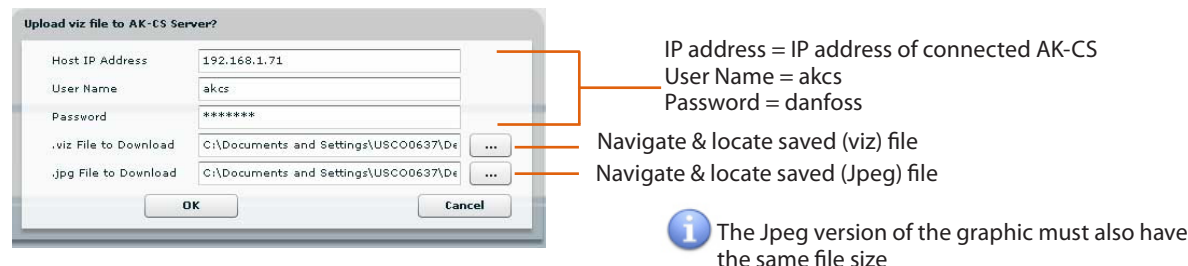 Upload viz file to AK-CS Server?
Host IP Address 192.168.1.71
User Name akcs
Password *******
.viz File to Download C:\Documents and Settings\USCO0637\De ...
.jpg File to Download C:\Documents and Settings\USCO0637\De ...
OK Cancel
IP address = IP address of connected AK-CS
User Name = akcs
Password = danfoss
Navigate & locate saved (viz) file
Navigate & locate saved (Jpeg) file
i
The Jpeg version of the graphic must also have
the same file size